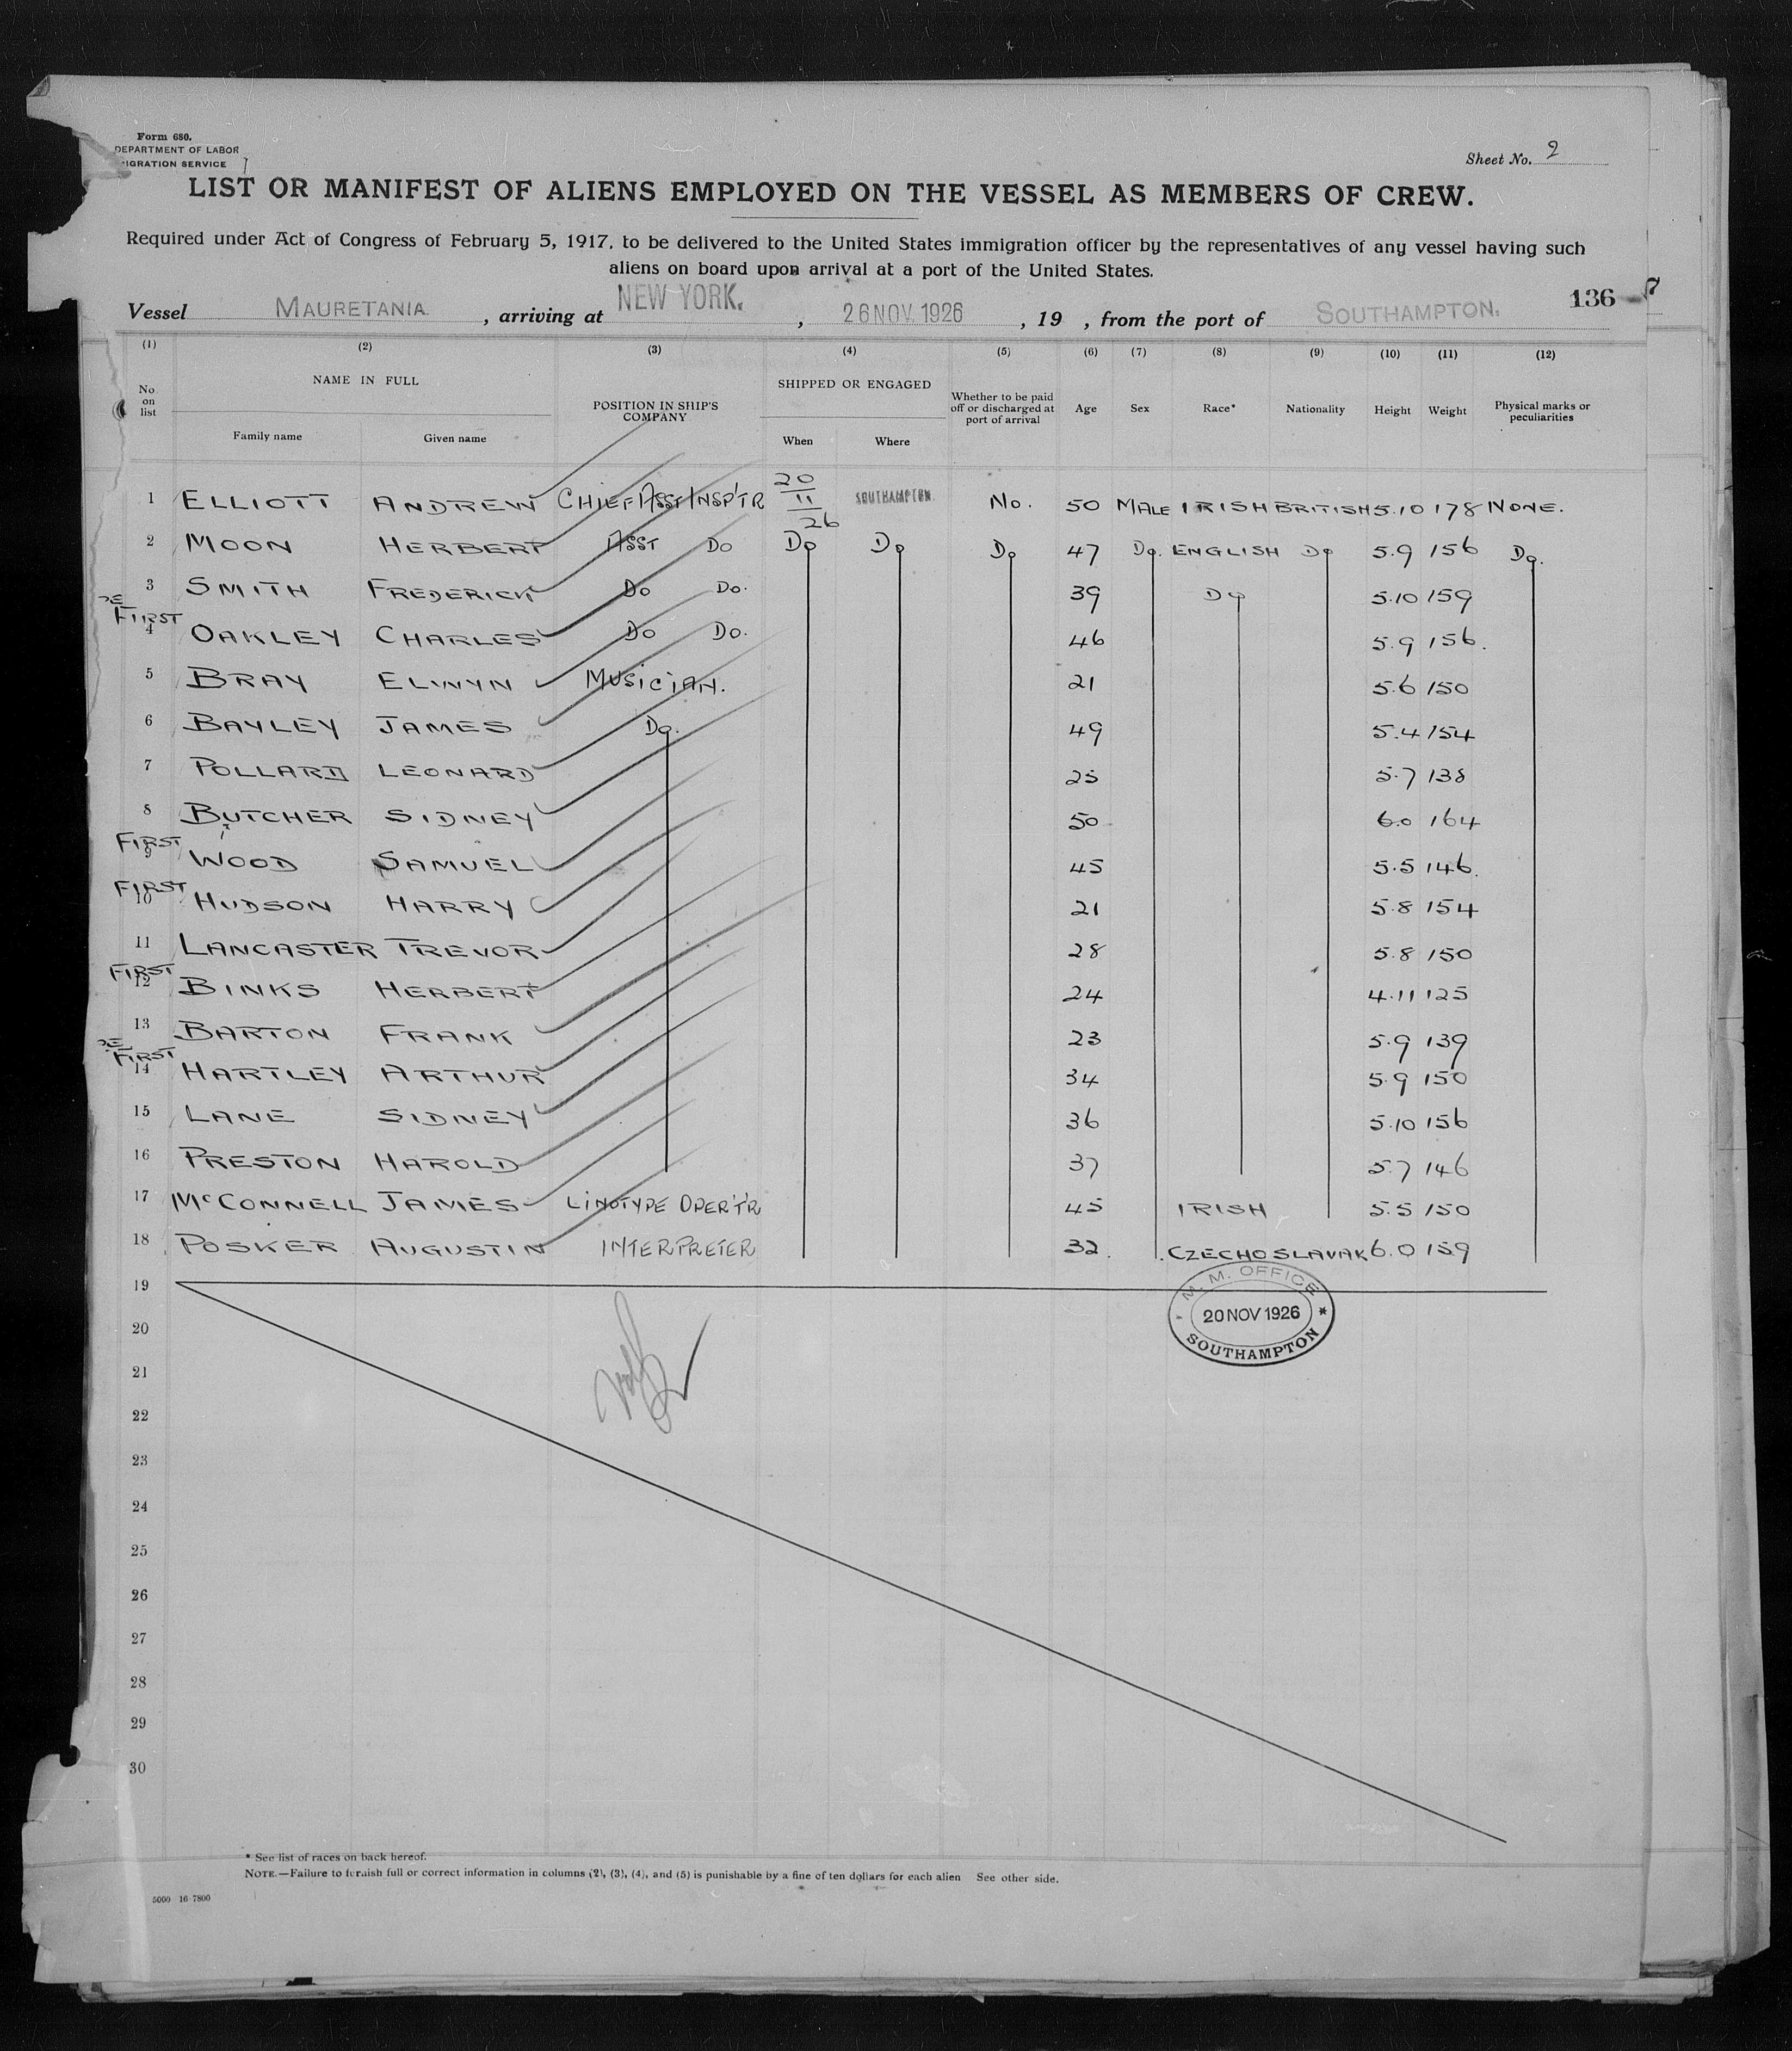 Form 680.
DEPARTMENT OF LABOR
IGRATION SERVICE
Sheet No. 2
LIST OR MANIFEST OF ALIENS EMPLOYED ON THE VESSEL AS MEMBERS OF CREW.
Required under Act of Congress of February 5, 1917, to be delivered to the United States immigration officer by the representatives of any vessel having such
aliens on board upon arrival at a port of the United States.
136 7
Vessel MAURETANIA , arriving at NEW YORK. , 26 NOV. 1926 , 19 , from the port of SOUTHAMPTON.
(1) (2) (3) (4) (5) (6) (7) (8) (9) (10) (11) (12)
No on list NAME IN FULL Family name Given name POSITION IN SHIP'S COMPANY SHIPPED OR ENGAGED When Where Whether to be paid off or discharged at port of arrival Age Sex Race* Nationality Height Weight Physical marks or peculiarities
1 ELLIOTT ANDREW CHIEF ASST INSP'TR 20/11/26 SOUTHAMPTON. No. 50 MALE IRISH BRITISH 5.10 178 NONE.
2 MOON HERBERT ASST DO Do Do Do 47 Do. ENGLISH Do 5.9 156 Do.
3 SMITH FREDERICK Do Do. 39 Do 5.10 159
FIRST
4 OAKLEY CHARLES Do Do. 46 5.9 156.
5 BRAY ELWYN MUSICIAN. 21 5.6 150
6 BAYLEY JAMES Do. 49 5.4 154
7 POLLARD LEONARD 25 5.7 138
8 BUTCHER SIDNEY 50 6.0 164
FIRST
9 WOOD SAMUEL 45 5.5 146.
FIRST
10 HUDSON HARRY 21 5.8 154
11 LANCASTER TREVOR 28 5.8 150
FIRST
12 BINKS HERBERT 24 4.11 125
13 BARTON FRANK 23 5.9 139
FIRST
14 HARTLEY ARTHUR 34 5.9 150
15 LANE SIDNEY 36 5.10 156
16 PRESTON HAROLD 37 5.7 146
17 McCONNELL JAMES LINOTYPE OPER'T'R 45 IRISH 5.5 150
18 POSKER AUGUSTIN INTERPRETER 32. CZECHOSLAVAK 6.0 159
19
M. M. OFFICE
20 NOV 1926
SOUTHAMPTON
20
21
22
23
24
25
26
27
28
29
30
* See list of races on back hereof.
NOTE.—Failure to furnish full or correct information in columns (2), (3), (4), and (5) is punishable by a fine of ten dollars for each alien See other side.
5000 16-7800